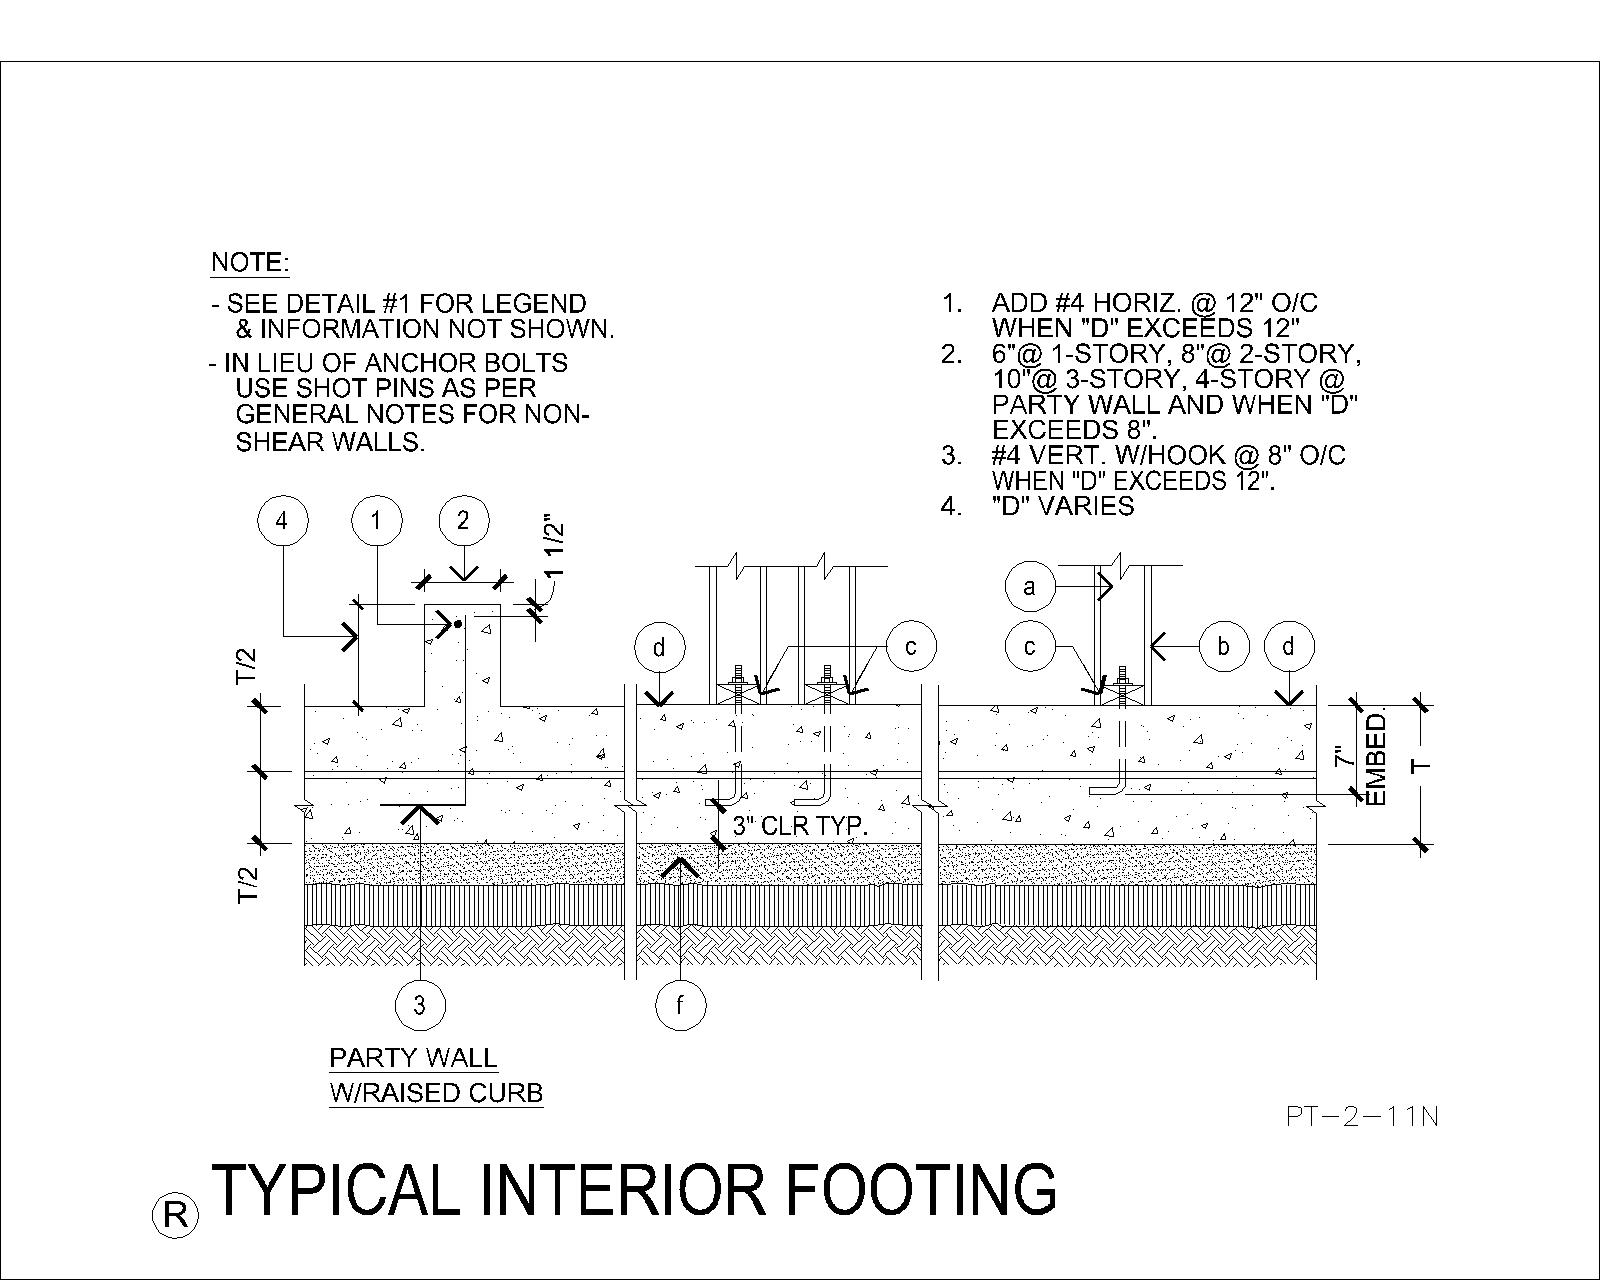 NOTE:
- SEE DETAIL #1 FOR LEGEND
& INFORMATION NOT SHOWN.
- IN LIEU OF ANCHOR BOLTS
USE SHOT PINS AS PER
GENERAL NOTES FOR NON-
SHEAR WALLS.
1. ADD #4 HORIZ. @ 12" O/C
WHEN "D" EXCEEDS 12"
2. 6"@ 1-STORY, 8"@ 2-STORY,
10"@ 3-STORY, 4-STORY @
PARTY WALL AND WHEN "D"
EXCEEDS 8".
3. #4 VERT. W/HOOK @ 8" O/C
WHEN "D" EXCEEDS 12".
4. "D" VARIES
4
1
2
1 1/2"
a
d
c
c
b
d
T/2
T/2
7"
EMBED.
T
3" CLR TYP.
3
f
PARTY WALL
W/RAISED CURB
PT-2-11N
R TYPICAL INTERIOR FOOTING